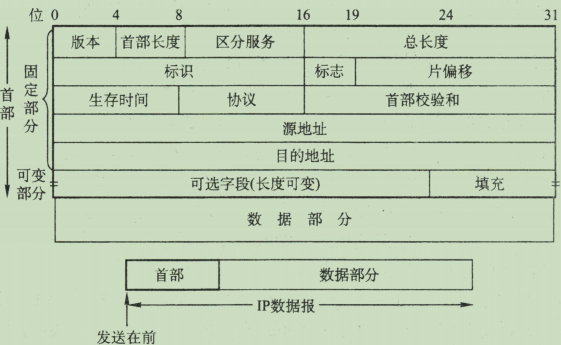 位 0 4 8 16 19 24 31
版本 首部长度 区分服务 总长度
标识 标志 片偏移
生存时间 协议 首部校验和
源地址
目的地址
可选字段(长度可变) 填充
数据部分
首部
固定部分
可变部分
首部 数据部分
IP数据报
发送在前